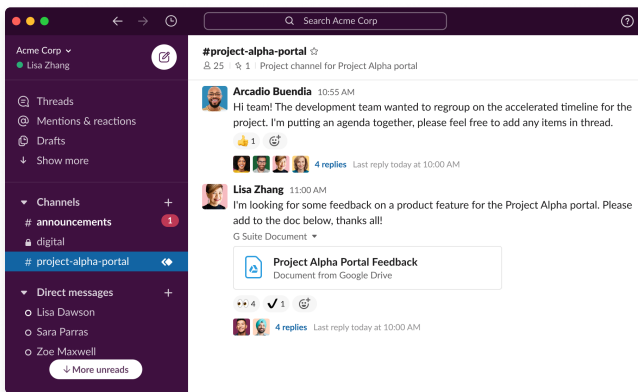 Search Acme Corp
Acme Corp
Lisa Zhang
Threads
Mentions & reactions
Drafts
Show more
Channels
# announcements 1
digital
# project-alpha-portal
Direct messages
Lisa Dawson
Sara Parras
Zoe Maxwell
More unreads
#project-alpha-portal
25 | 1 | Project channel for Project Alpha portal
Arcadio Buendia 10:55 AM
Hi team! The development team wanted to regroup on the accelerated timeline for the
project. I'm putting an agenda together, please feel free to add any items in thread.
1
4 replies Last reply today at 10:00 AM
Lisa Zhang 11:00 AM
I'm looking for some feedback on a product feature for the Project Alpha portal. Please
add to the doc below, thanks all!
G Suite Document
Project Alpha Portal Feedback
Document from Google Drive
4 1
4 replies Last reply today at 10:00 AM